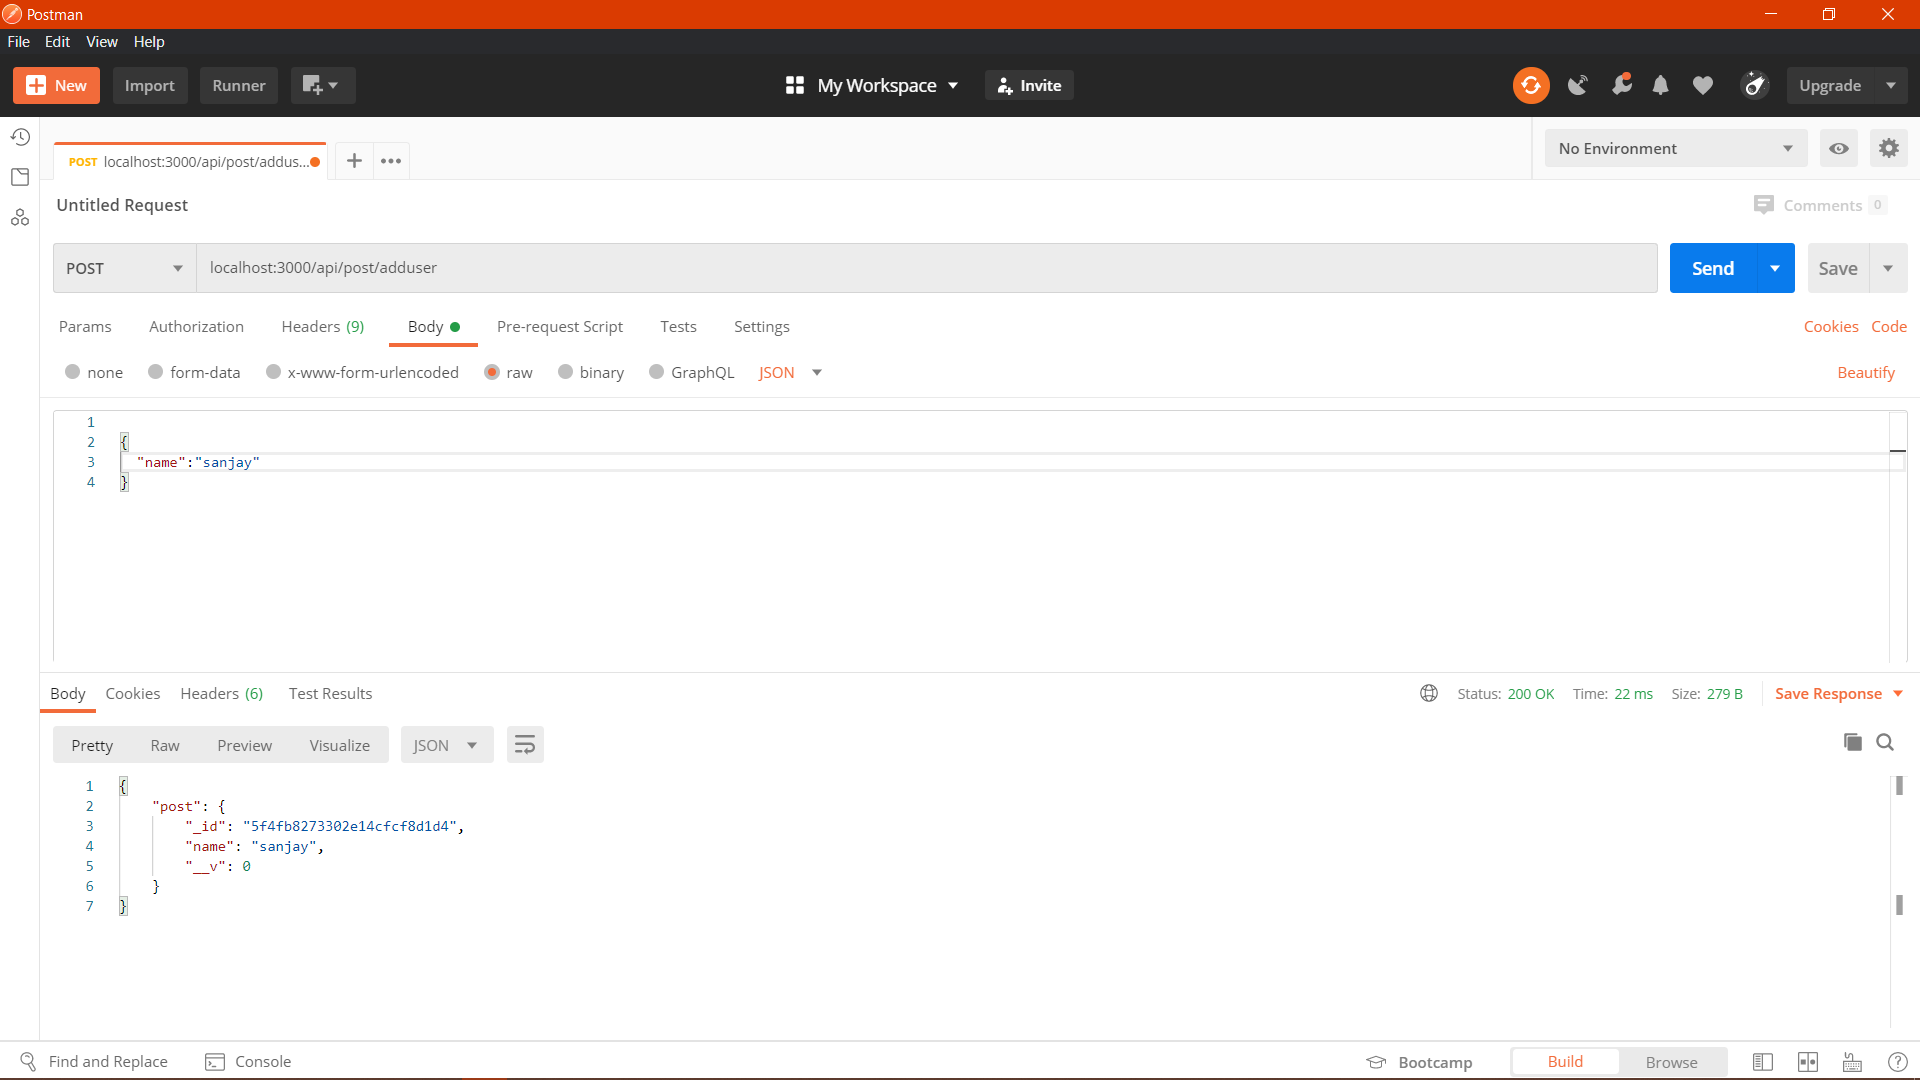 Postman
File Edit View Help
New Import Runner My Workspace Invite Upgrade
POST localhost:3000/api/post/addus... No Environment
Untitled Request Comments 0
POST localhost:3000/api/post/adduser Send Save
Params Authorization Headers (9) Body Pre-request Script Tests Settings Cookies Code
none form-data x-www-form-urlencoded raw binary GraphQL JSON Beautify
1
2 {
3 "name":"sanjay"
4 }
Body Cookies Headers (6) Test Results Status: 200 OK Time: 22 ms Size: 279 B Save Response
Pretty Raw Preview Visualize JSON
1 {
2 "post": {
3 "_id": "5f4fb8273302e14cfcf8d1d4",
4 "name": "sanjay",
5 "__v": 0
6 }
7 }
Find and Replace Console Bootcamp Build Browse